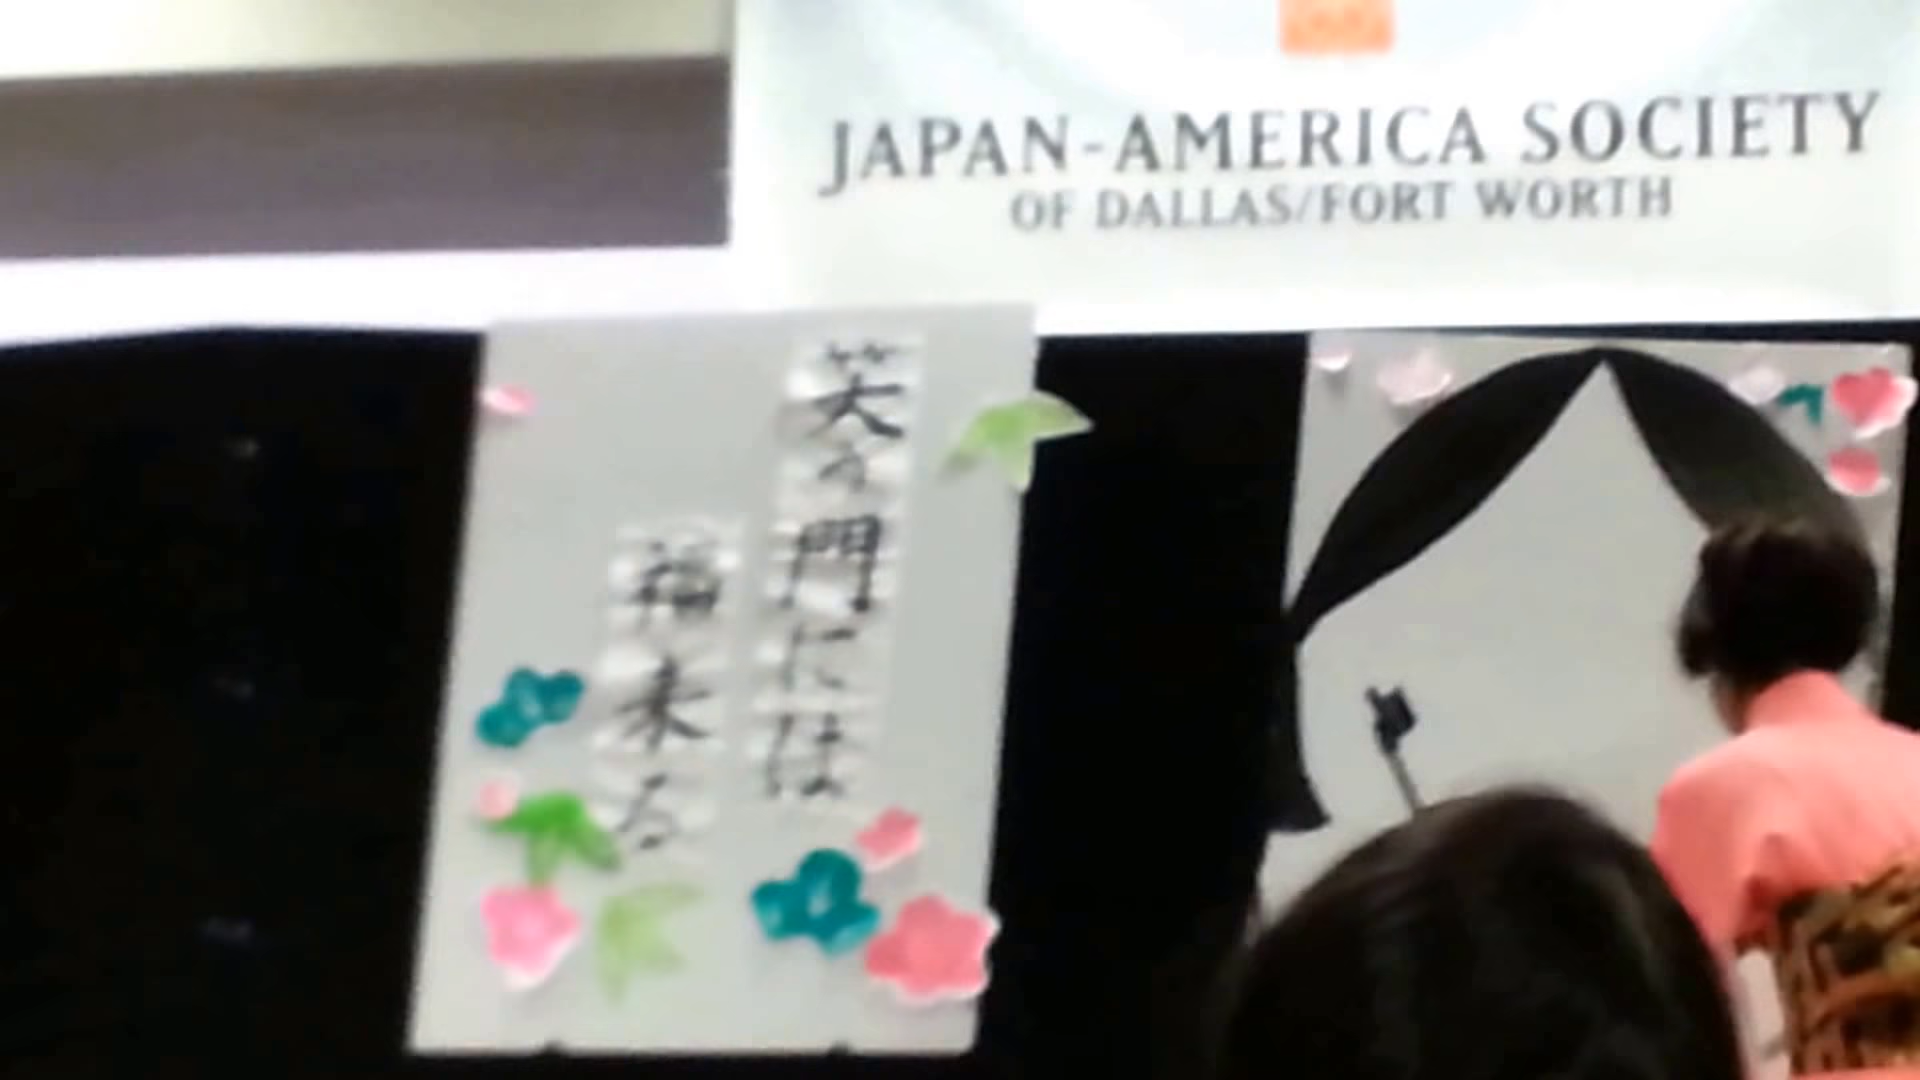 JAPAN-AMERICA SOCIETY
OF DALLAS/FORT WORTH
笑う門には
福来る